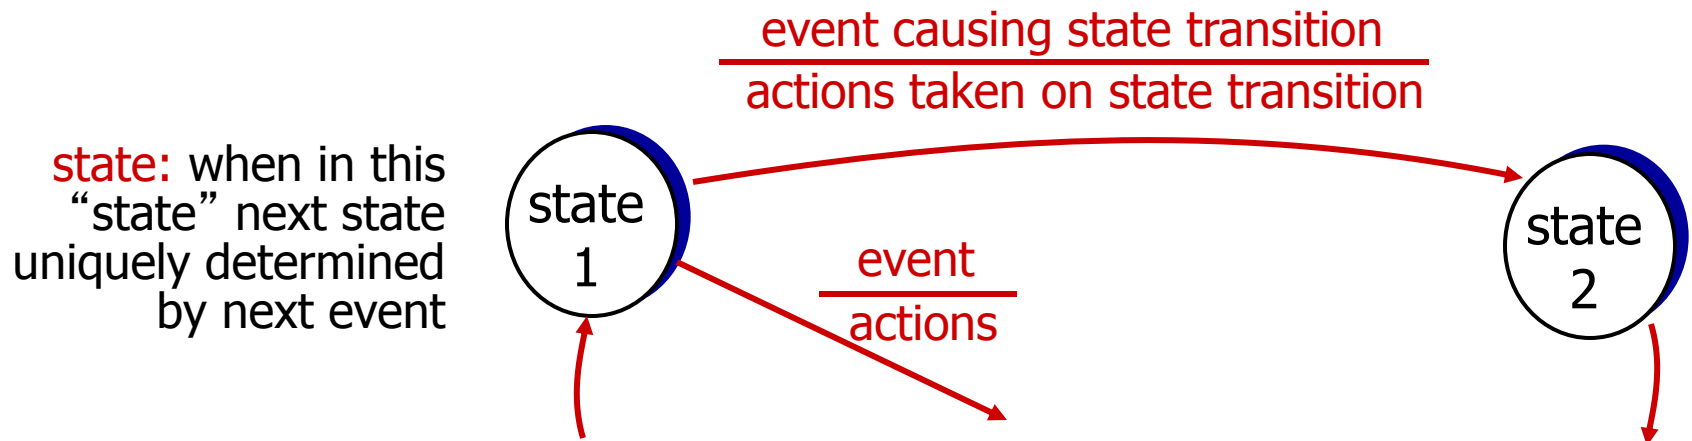 event causing state transition
actions taken on state transition
state: when in this
“state” next state
uniquely determined
by next event
state
1
event
actions
state
2